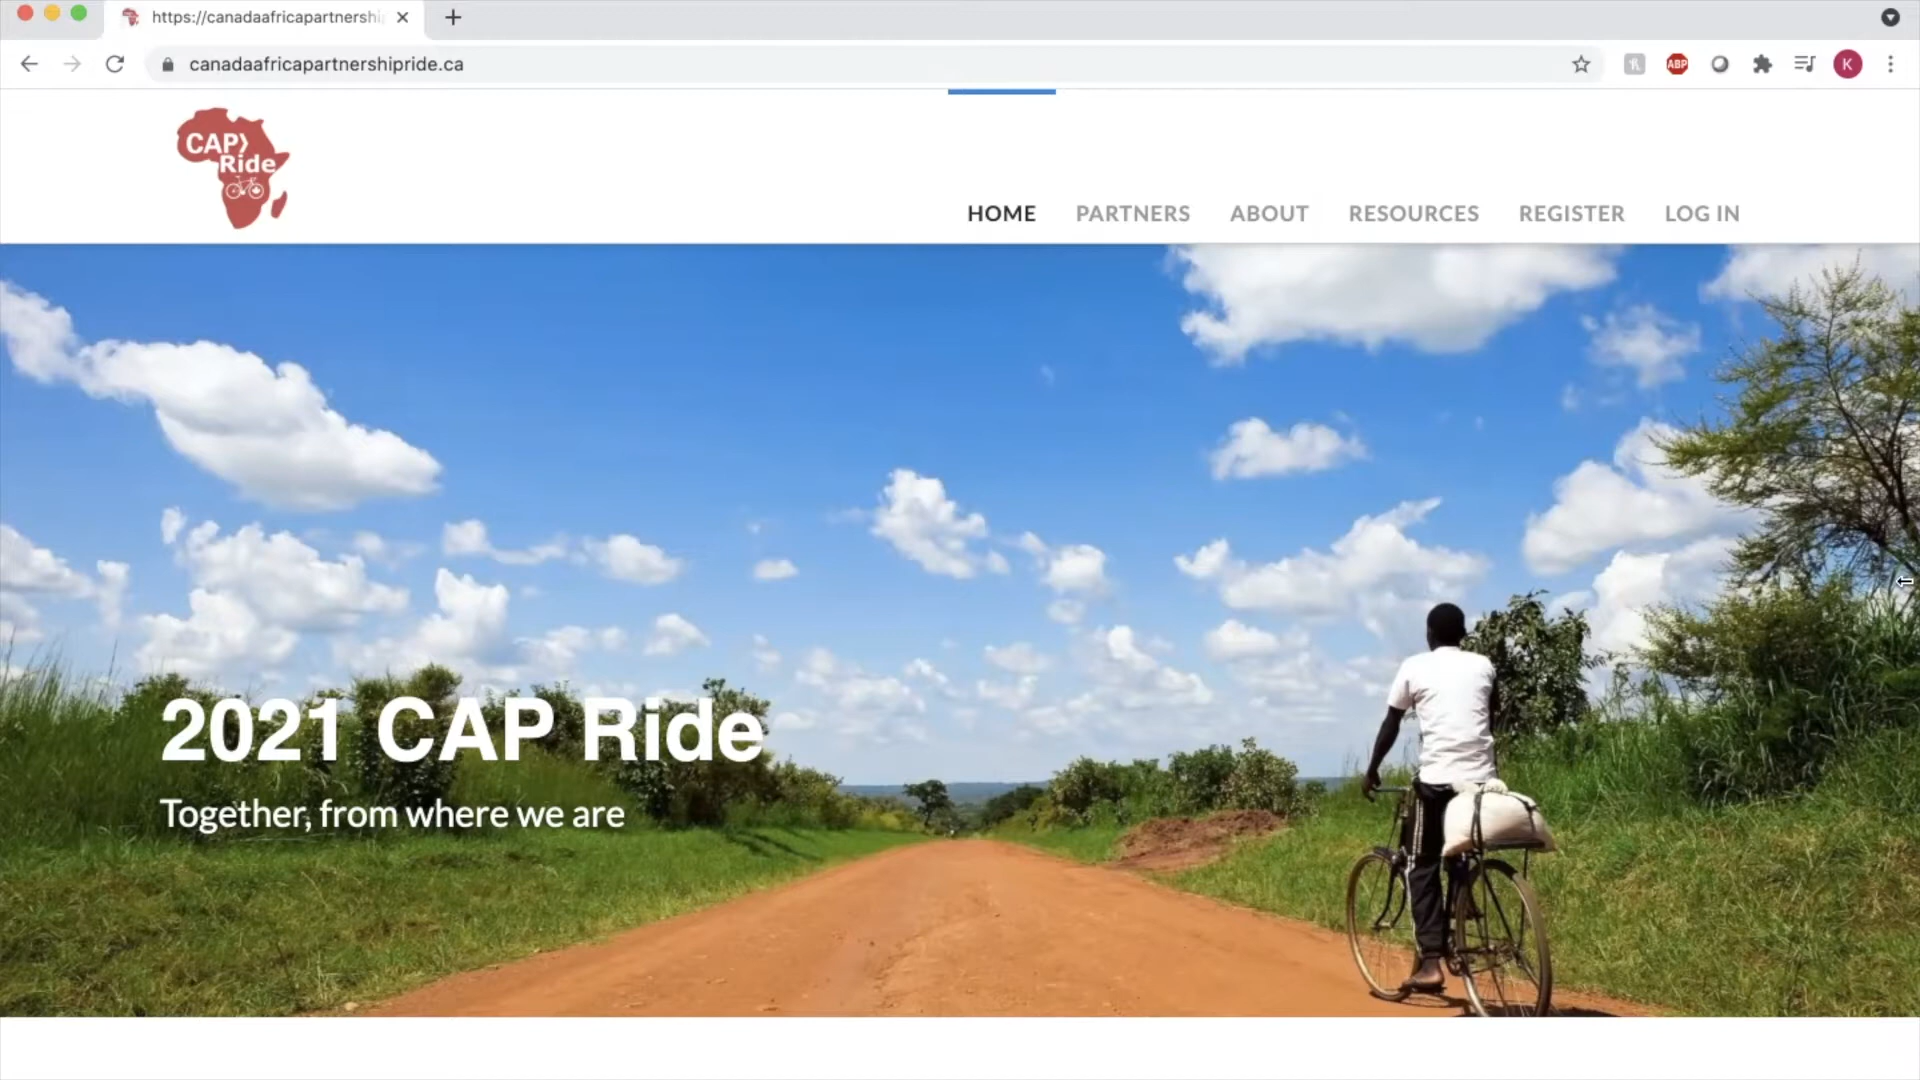 https://canadaafricapartnershi
canadaafricapartnershipride.ca
ABP
K
CAP
Ride
HOME PARTNERS ABOUT RESOURCES REGISTER LOG IN
2021 CAP Ride
Together, from where we are